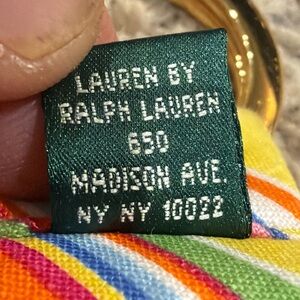 LAUREN BY
RALPH LAUREN
650
MADISON AVE.
NY NY 10022